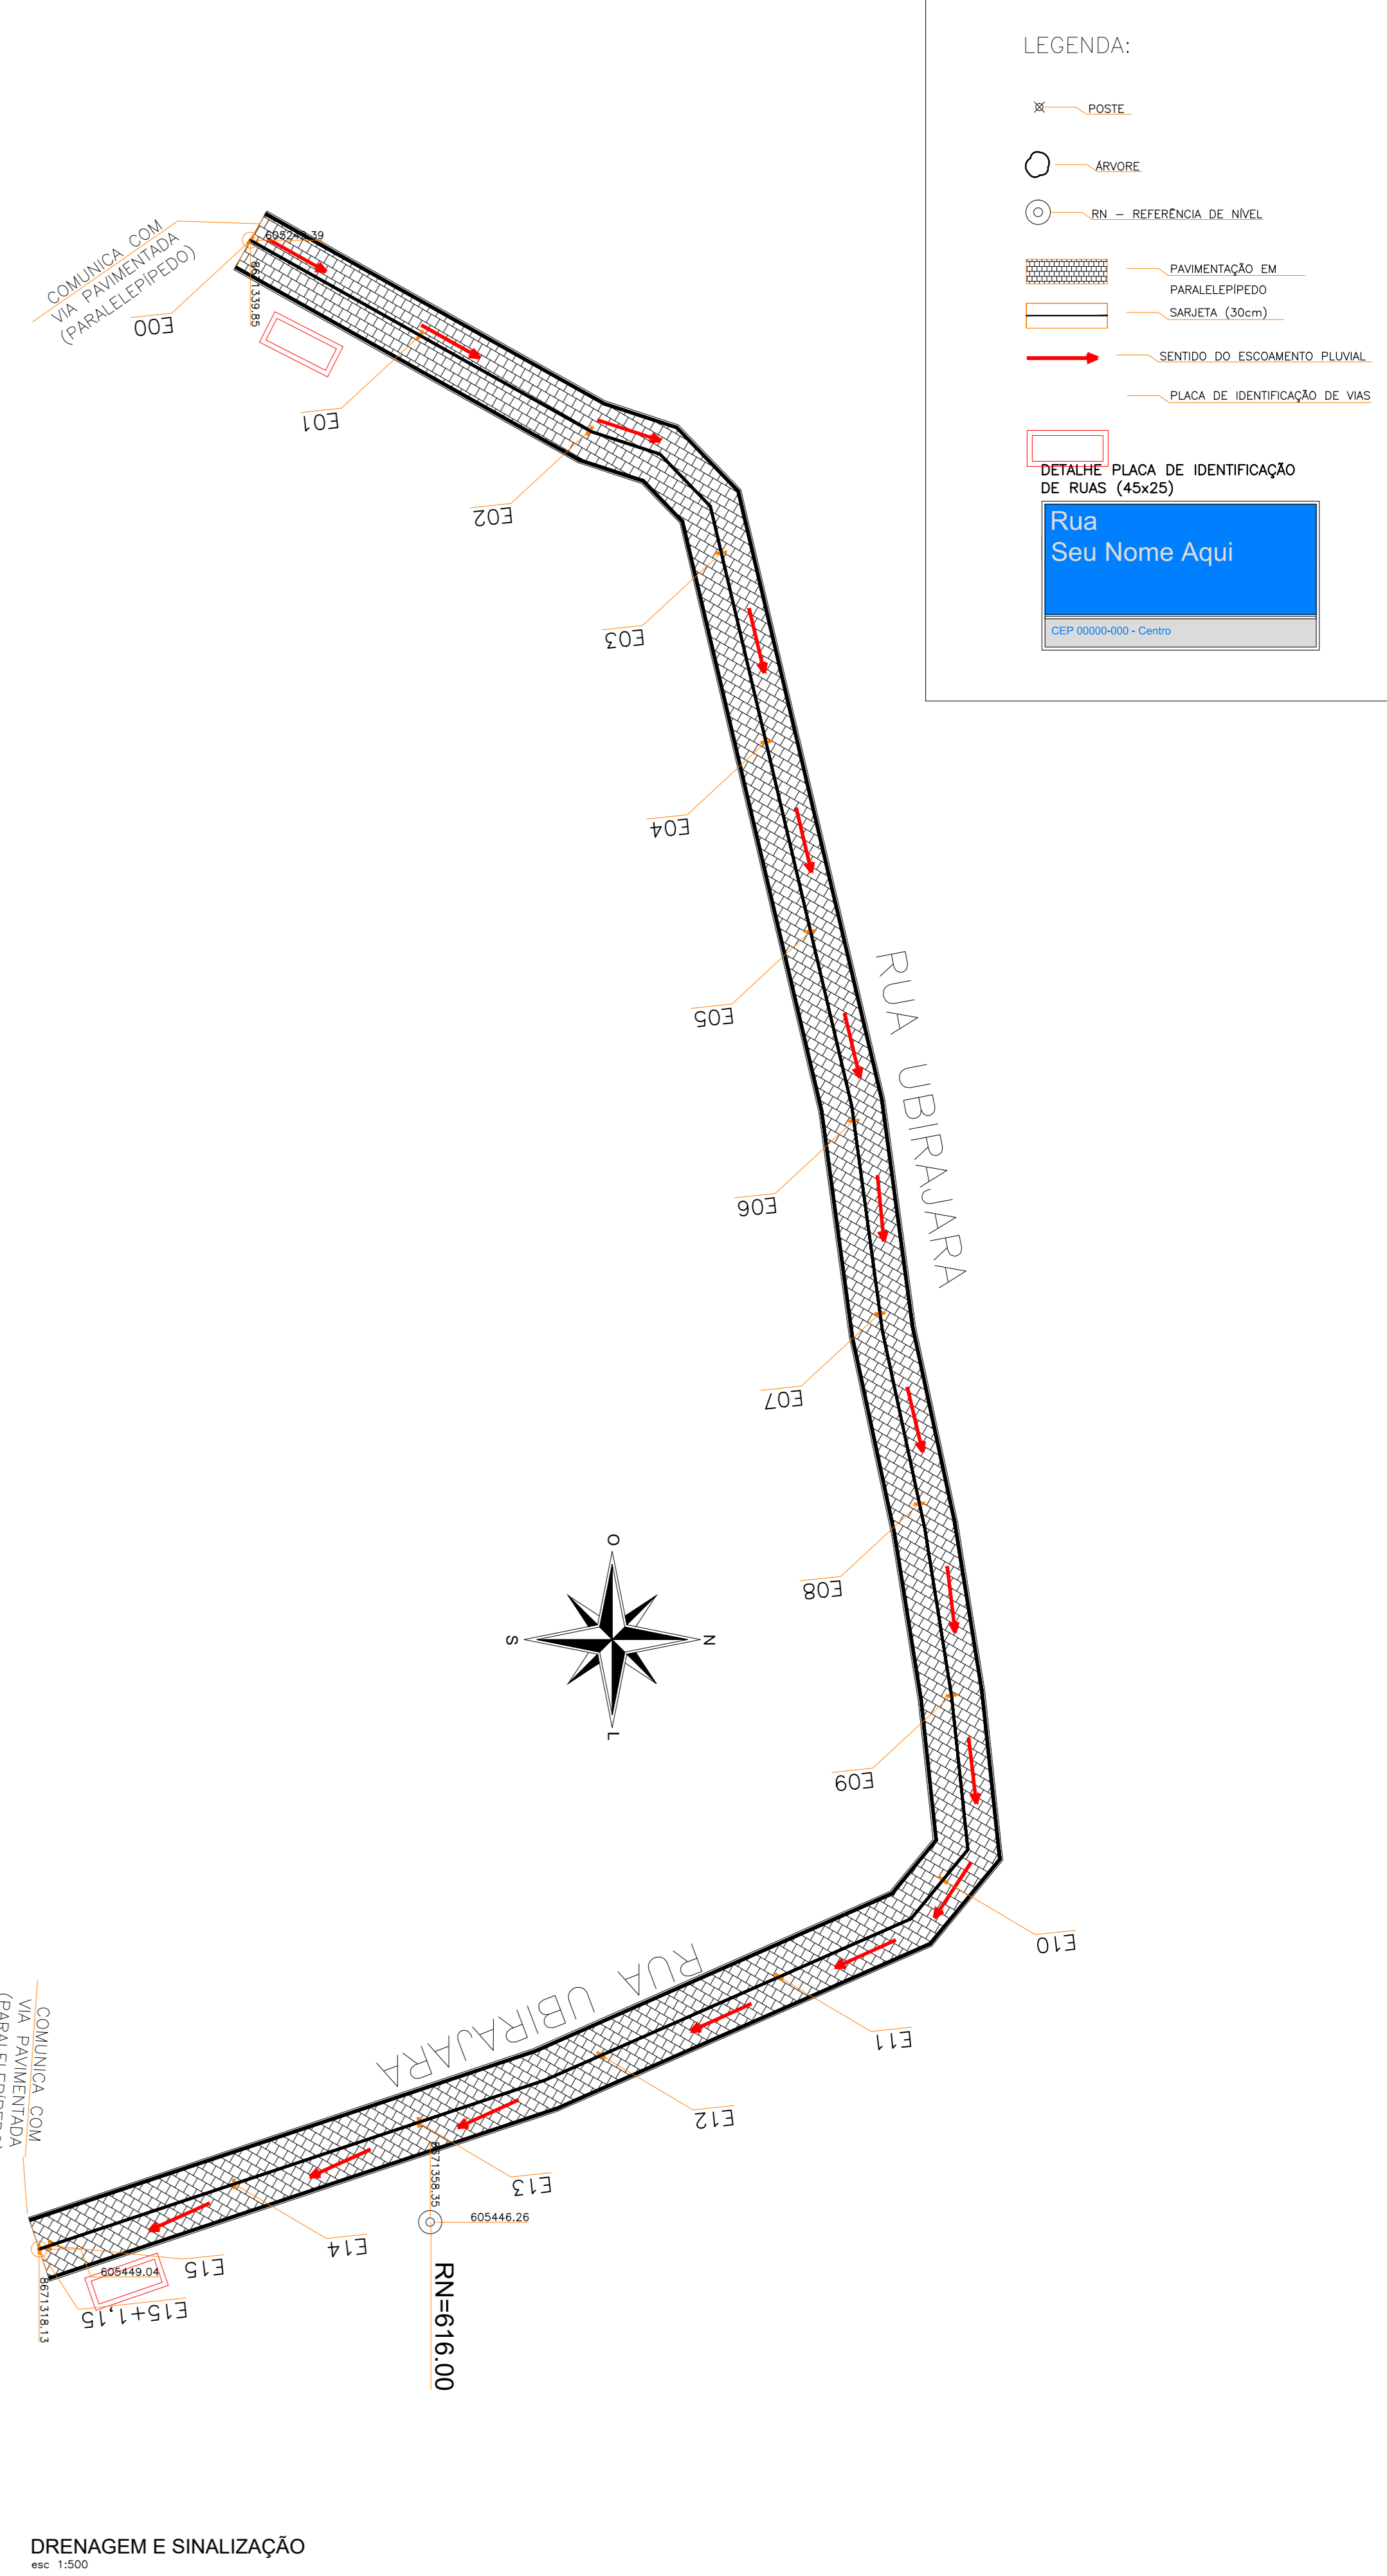 LEGENDA:
POSTE
ÁRVORE
RN – REFERÊNCIA DE NÍVEL
PAVIMENTAÇÃO EM
PARALELEPÍPEDO
SARJETA (30cm)
SENTIDO DO ESCOAMENTO PLUVIAL
PLACA DE IDENTIFICAÇÃO DE VIAS
DETALHE PLACA DE IDENTIFICAÇÃO
DE RUAS (45x25)
Rua
Seu Nome Aqui
CEP 00000-000 - Centro
COMUNICA COM
VIA PAVIMENTADA
(PARALELEPÍPEDO)
E00
E01
E02
E03
E04
E05
RUA UBIRAJARA
E06
E07
O
E08
S
N
L
E09
E10
RUA UBIRAJARA
E11
COMUNICA COM
VIA PAVIMENTADA
E12
8671358.35
E13
605446.26
E14
E15
605449.04
8671318.13
E15+1,15
RN=616.00
DRENAGEM E SINALIZAÇÃO
esc 1:500